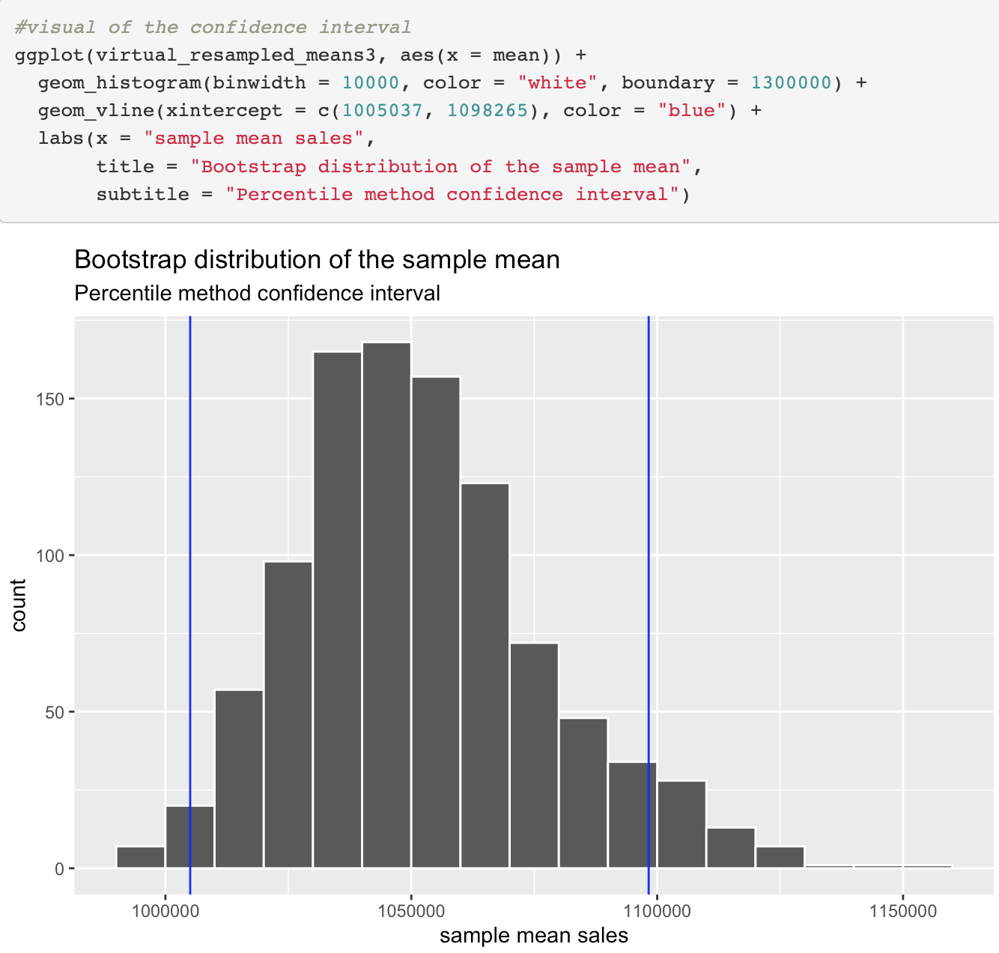 #visual of the confidence interval
ggplot(virtual_resampled_means3, aes(x = mean)) +
  geom_histogram(binwidth = 10000, color = "white", boundary = 1300000) +
  geom_vline(xintercept = c(1005037, 1098265), color = "blue") +
  labs(x = "sample mean sales",
       title = "Bootstrap distribution of the sample mean",
       subtitle = "Percentile method confidence interval")
Bootstrap distribution of the sample mean
Percentile method confidence interval
150
100
50
0
count
1000000 1050000 1100000 1150000
sample mean sales